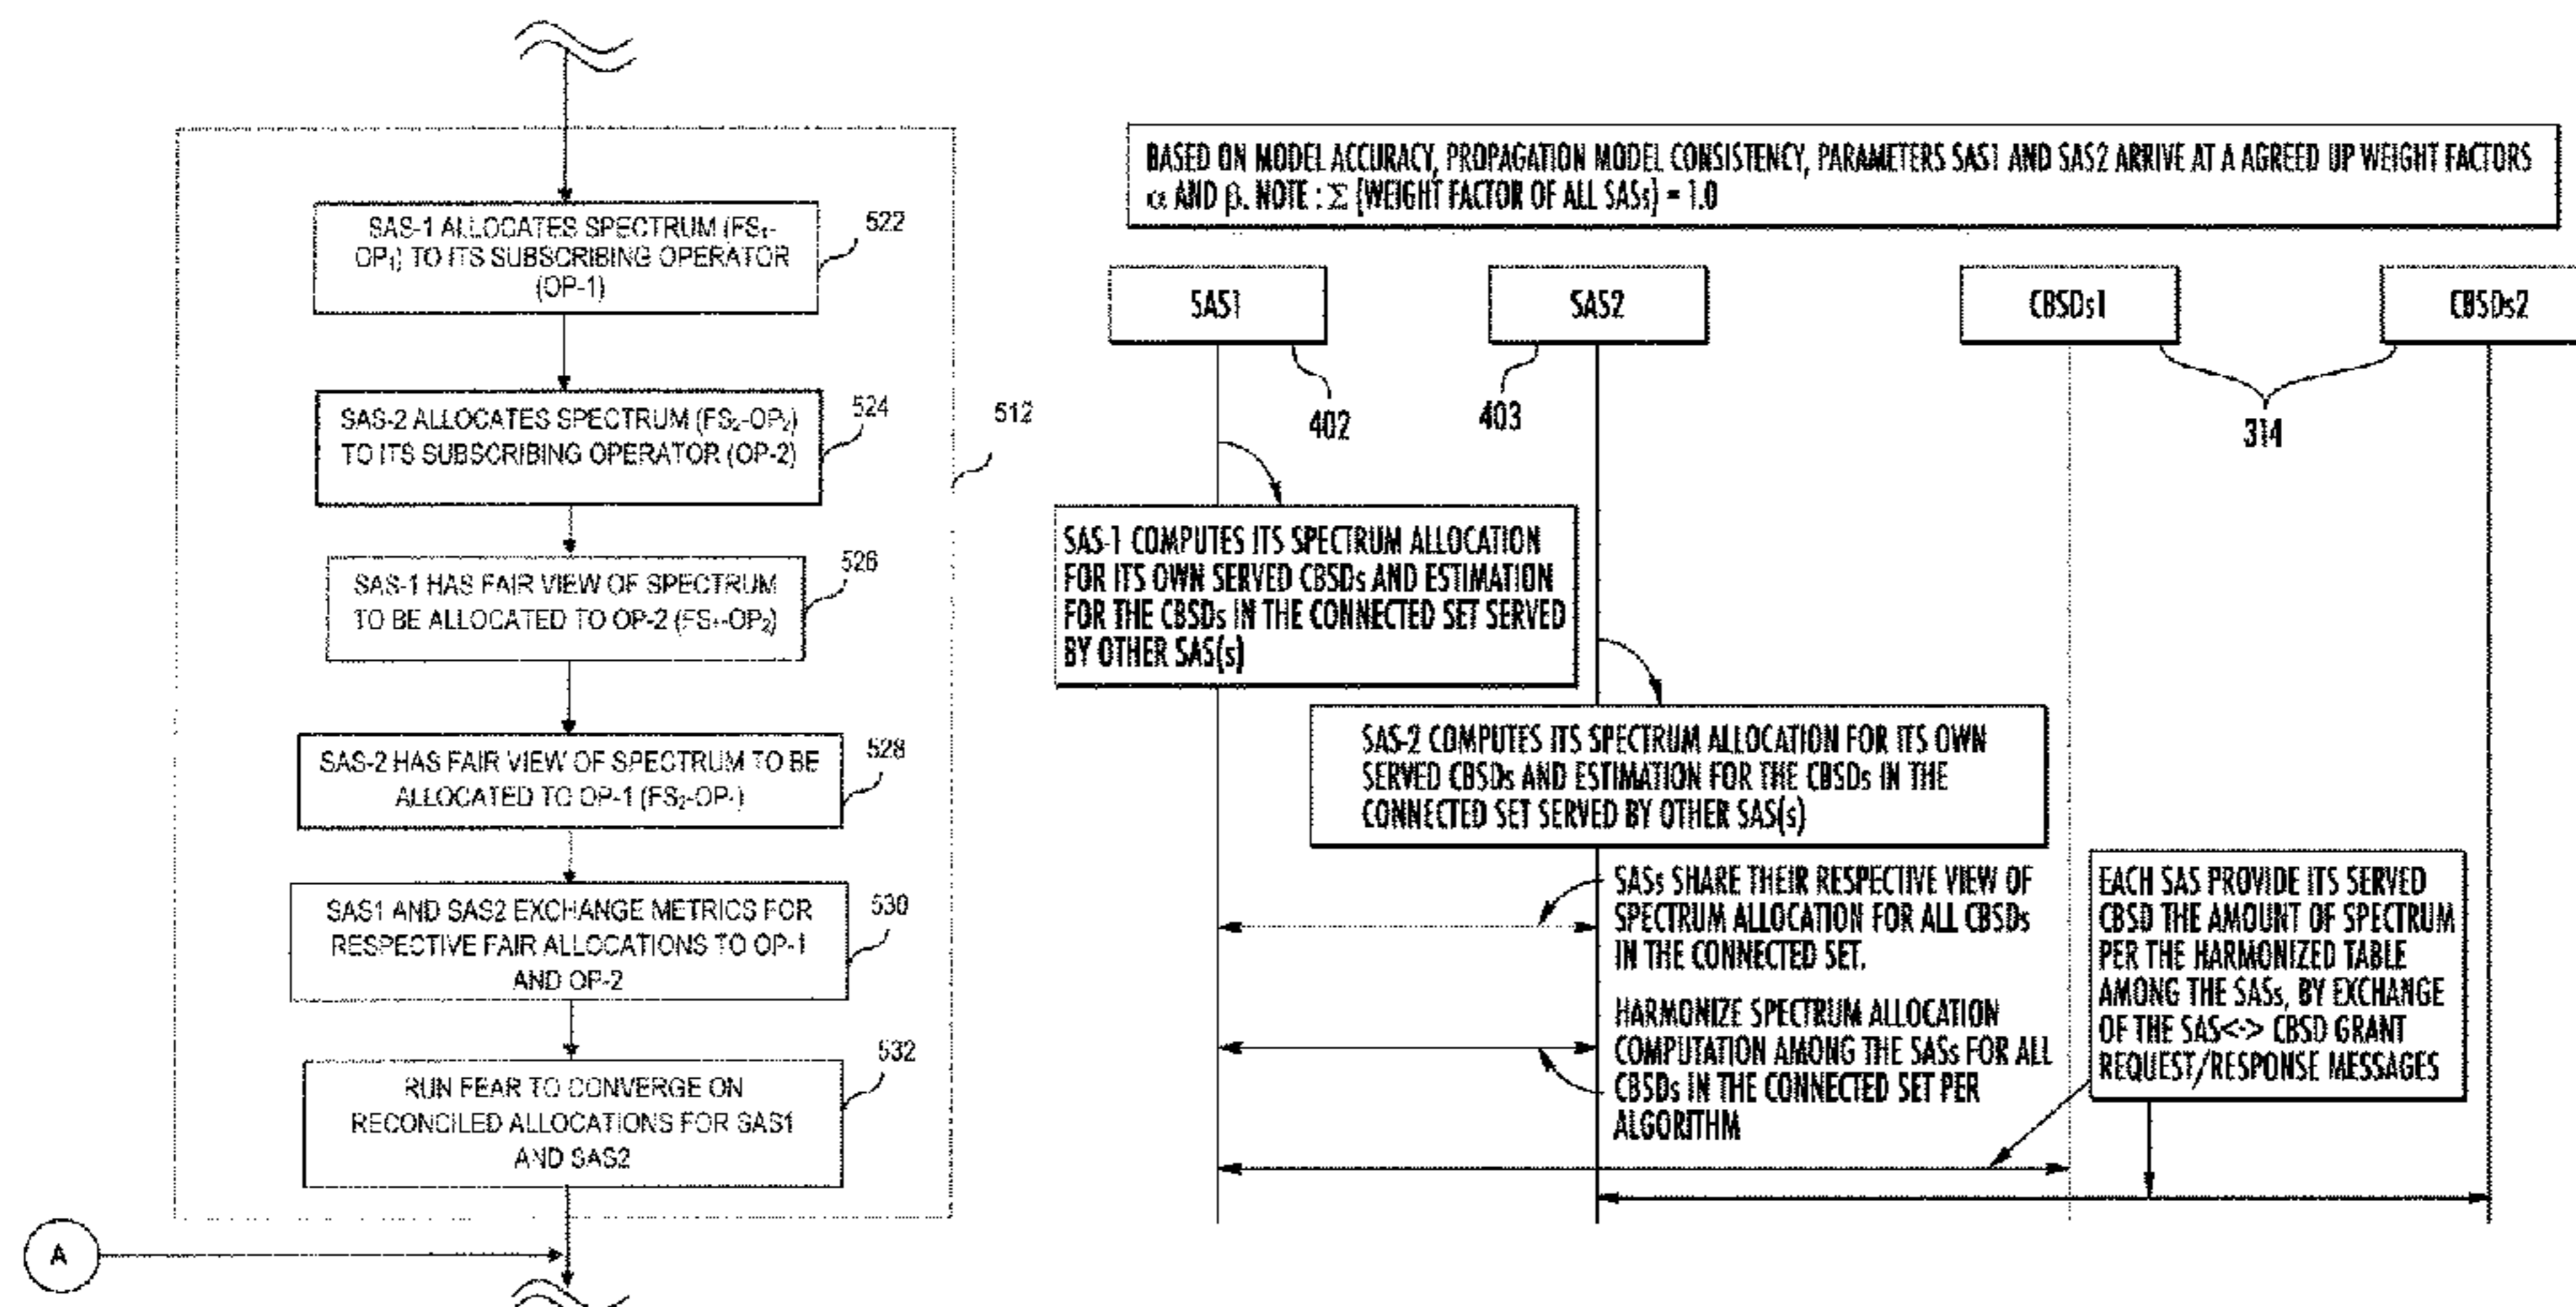 SAS-1 ALLOCATES SPECTRUM (FS₁-
OP₁) TO ITS SUBSCRIBING OPERATOR
(OP-1)
522
SAS-2 ALLOCATES SPECTRUM (FS₂-OP₂)
TO ITS SUBSCRIBING OPERATOR (OP-2)
524
512
SAS-1 HAS FAIR VIEW OF SPECTRUM
TO BE ALLOCATED TO OP-2 (FS₁-OP₂)
526
SAS-2 HAS FAIR VIEW OF SPECTRUM TO BE
ALLOCATED TO OP-1 (FS₂-OP₁)
528
SAS1 AND SAS2 EXCHANGE METRICS FOR
RESPECTIVE FAIR ALLOCATIONS TO OP-1
AND OP-2
530
RUN FEAR TO CONVERGE ON
RECONCILED ALLOCATIONS FOR SAS1
AND SAS2
532
A
BASED ON MODEL ACCURACY, PROPAGATION MODEL CONSISTENCY, PARAMETERS SAS1 AND SAS2 ARRIVE AT A AGREED UP WEIGHT FACTORS
α AND β. NOTE : Σ [WEIGHT FACTOR OF ALL SASs] = 1.0
SAS1
SAS2
CBSDs1
CBSDs2
402
403
314
SAS-1 COMPUTES ITS SPECTRUM ALLOCATION
FOR ITS OWN SERVED CBSDs AND ESTIMATION
FOR THE CBSDs IN THE CONNECTED SET SERVED
BY OTHER SAS(s)
SAS-2 COMPUTES ITS SPECTRUM ALLOCATION FOR ITS OWN
SERVED CBSDs AND ESTIMATION FOR THE CBSDs IN THE
CONNECTED SET SERVED BY OTHER SAS(s)
SASs SHARE THEIR RESPECTIVE VIEW OF
SPECTRUM ALLOCATION FOR ALL CBSDs
IN THE CONNECTED SET.
HARMONIZE SPECTRUM ALLOCATION
COMPUTATION AMONG THE SASs FOR ALL
CBSDs IN THE CONNECTED SET PER
ALGORITHM
EACH SAS PROVIDE ITS SERVED
CBSD THE AMOUNT OF SPECTRUM
PER THE HARMONIZED TABLE
AMONG THE SASs, BY EXCHANGE
OF THE SAS<-> CBSD GRANT
REQUEST/RESPONSE MESSAGES